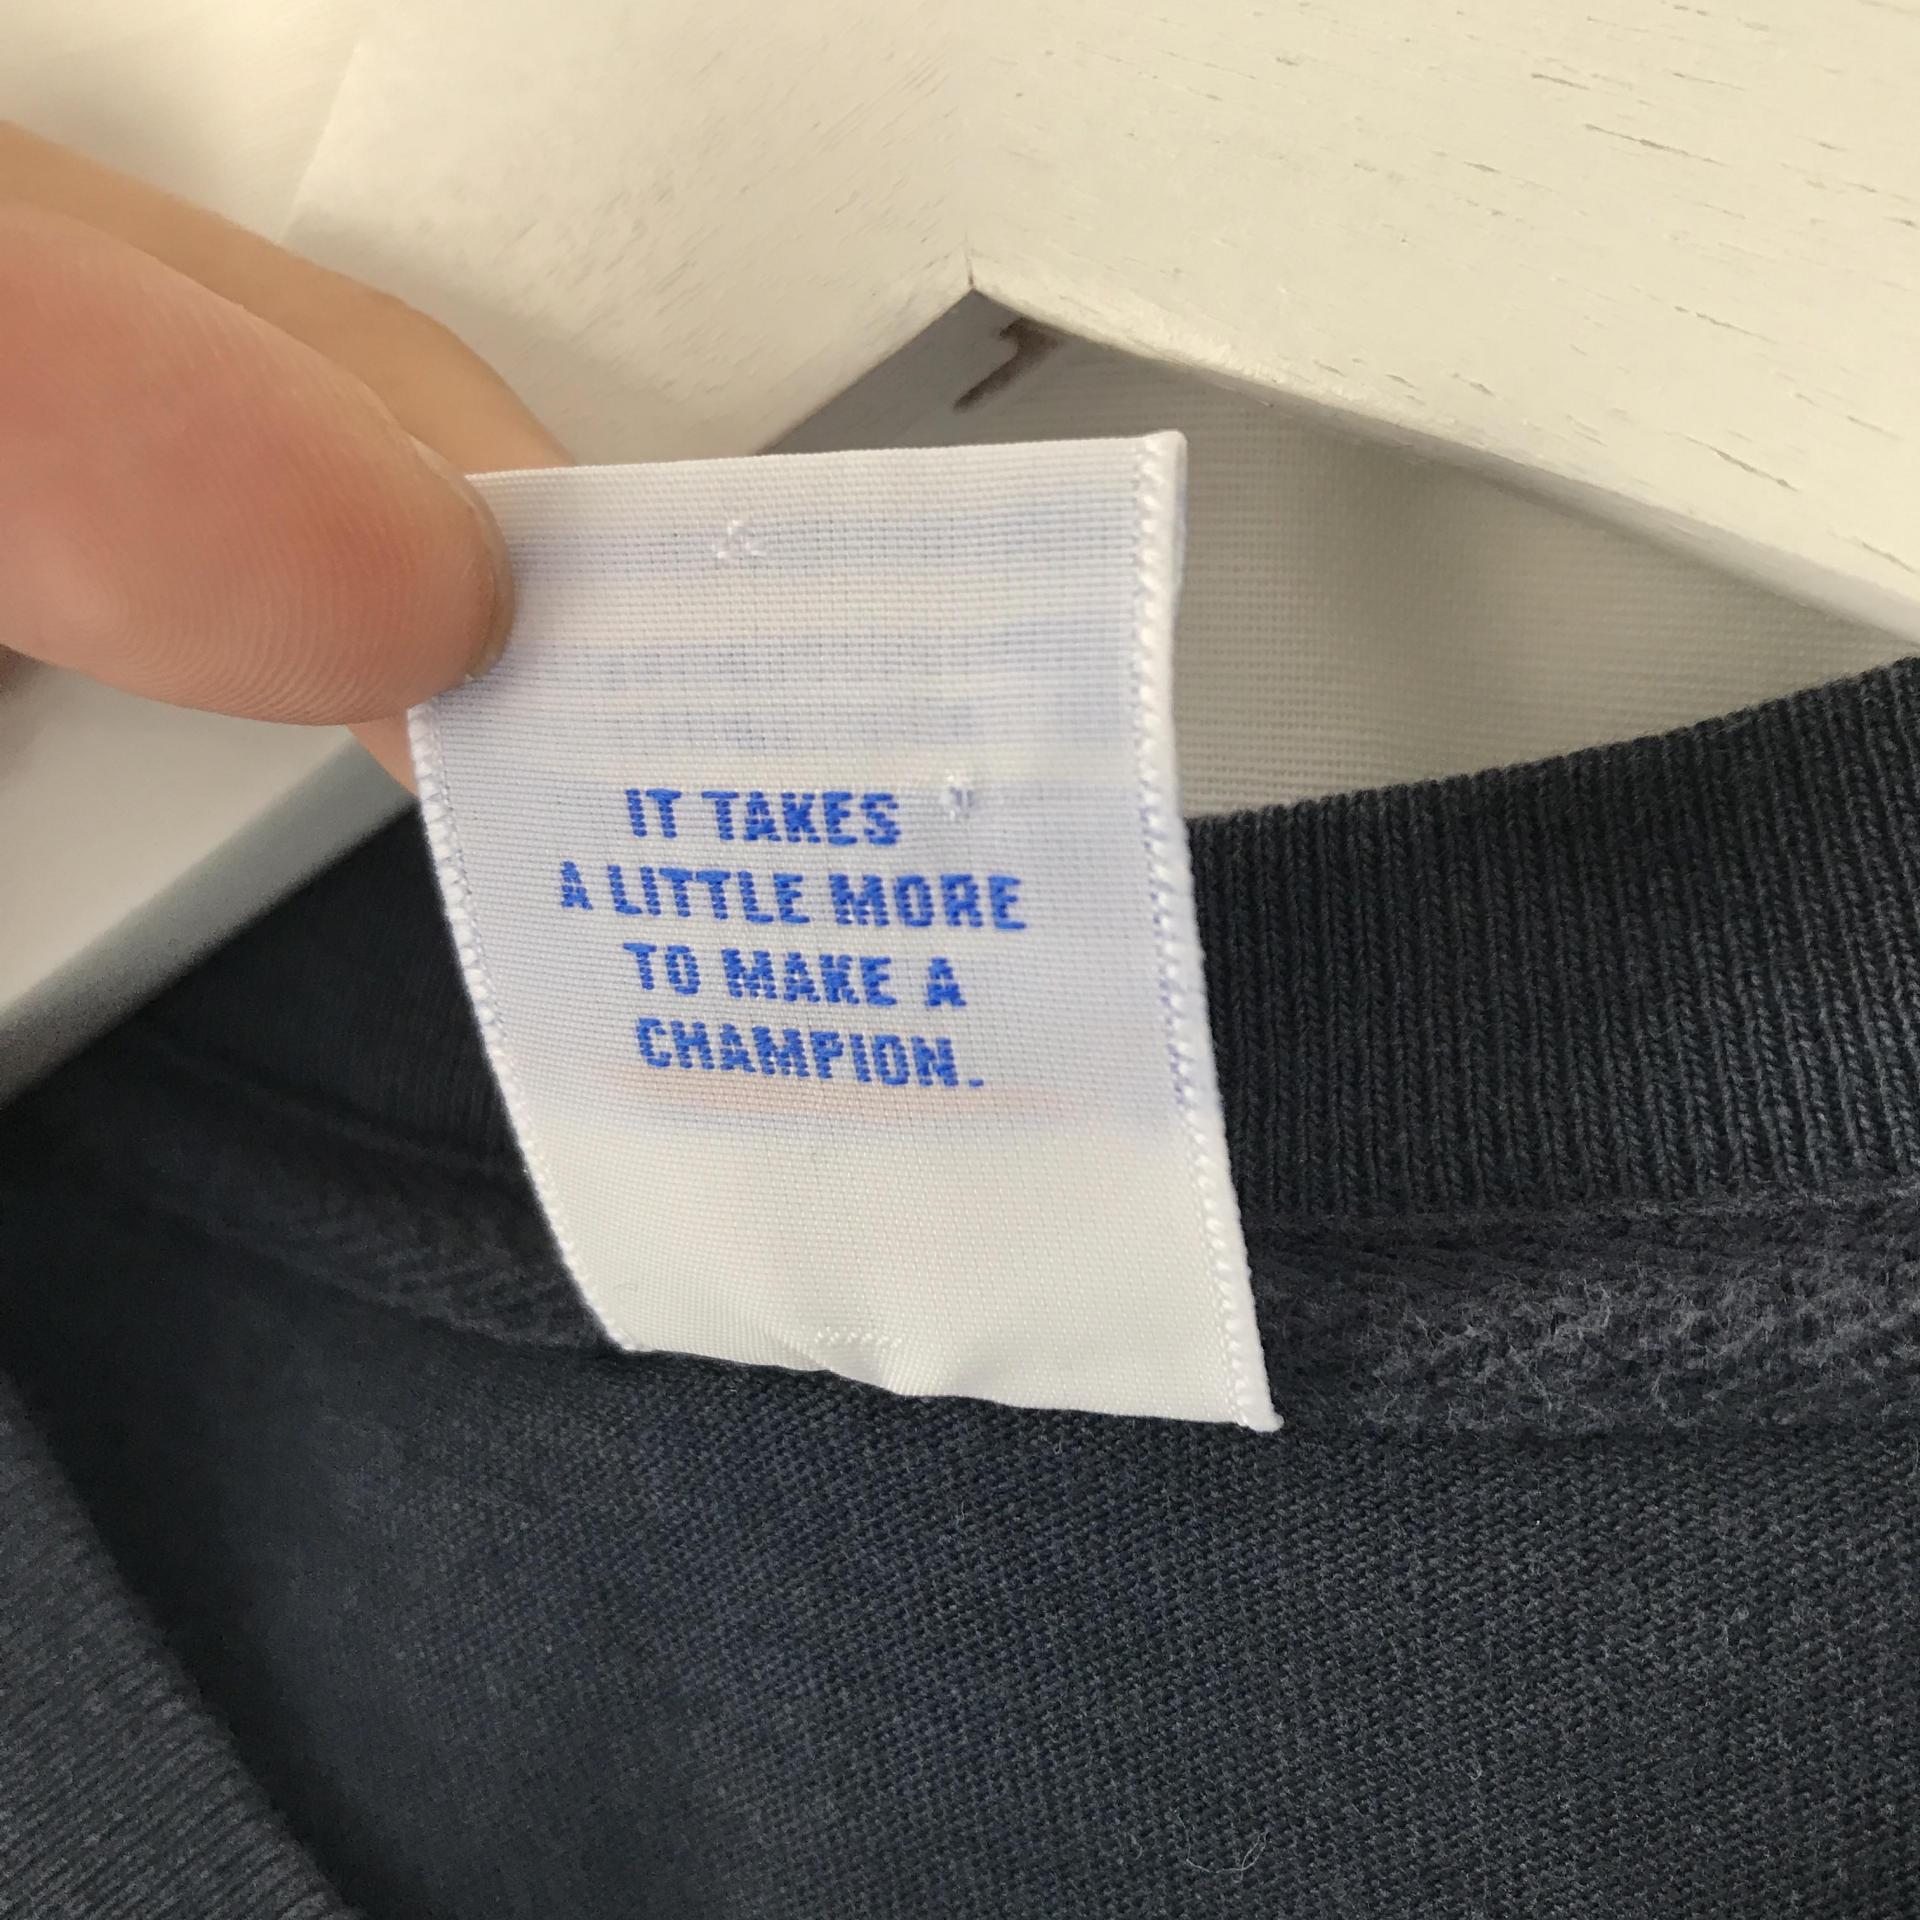 IT TAKES
A LITTLE MORE
TO MAKE A
CHAMPION.